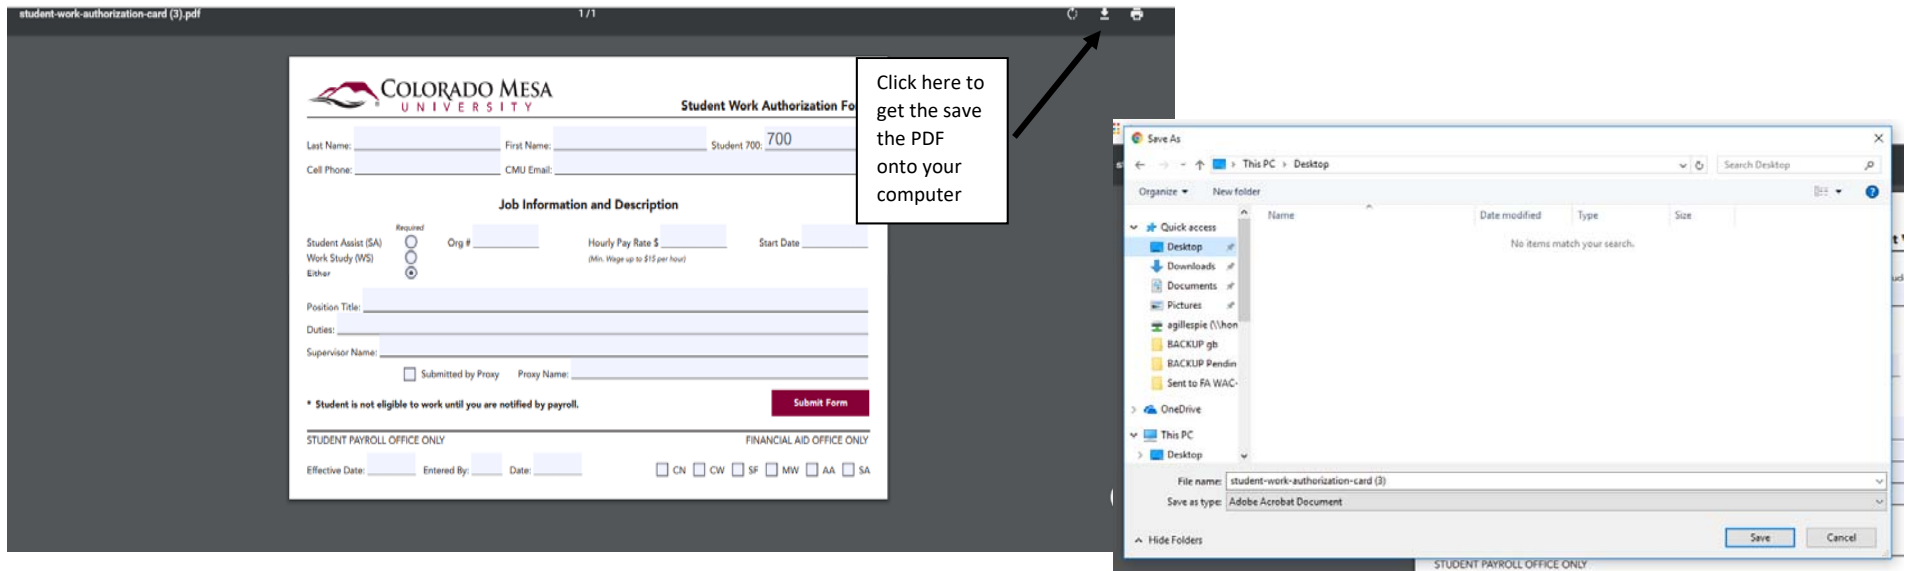 student-work-authorization-card (3).pdf
1/1
COLORADO MESA
UNIVERSITY
Student Work Authorization Fo
Last Name:
First Name:
Student 700: 700
Cell Phone:
CMU Email:
Job Information and Description
Required
Student Assist (SA)
Org #
Hourly Pay Rate $
Start Date
Work Study (WS)
(Min. Wage up to $15 per hour)
Either
Position Title:
Duties:
Supervisor Name:
Submitted by Proxy
Proxy Name:
* Student is not eligible to work until you are notified by payroll.
Submit Form
STUDENT PAYROLL OFFICE ONLY
FINANCIAL AID OFFICE ONLY
Effective Date:
Entered By:
Date:
CN
CW
SF
MW
AA
SA
Click here to
get the save
the PDF
onto your
computer
Save As
This PC
Desktop
Search Desktop
Organize
New folder
Name
Date modified
Type
Size
No items match your search.
Quick access
Desktop
Downloads
Documents
Pictures
agillespie (\\hon
BACKUP gb
BACKUP Pendin
Sent to FA WAC-
OneDrive
This PC
Desktop
File name: student-work-authorization-card (3)
Save as type: Adobe Acrobat Document
Hide Folders
Save
Cancel
STUDENT PAYROLL OFFICE ONLY